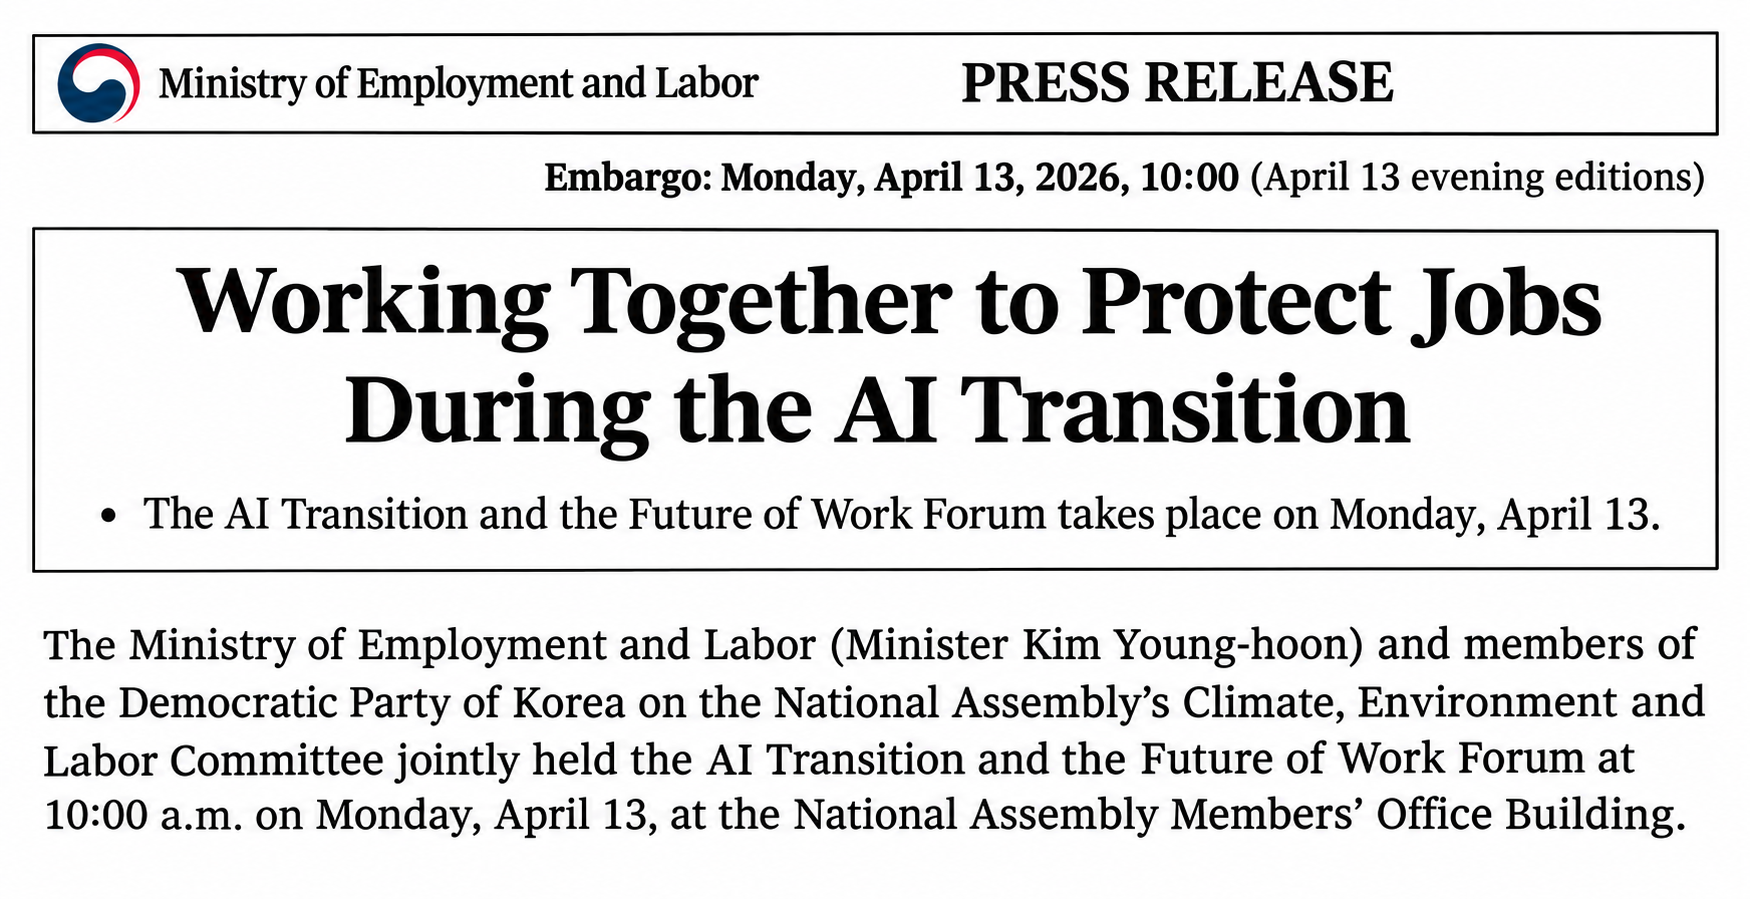 Ministry of Employment and Labor
PRESS RELEASE
Embargo: Monday, April 13, 2026, 10:00 (April 13 evening editions)
Working Together to Protect Jobs
During the AI Transition
• The AI Transition and the Future of Work Forum takes place on Monday, April 13.
The Ministry of Employment and Labor (Minister Kim Young-hoon) and members of
the Democratic Party of Korea on the National Assembly’s Climate, Environment and
Labor Committee jointly held the AI Transition and the Future of Work Forum at
10:00 a.m. on Monday, April 13, at the National Assembly Members’ Office Building.